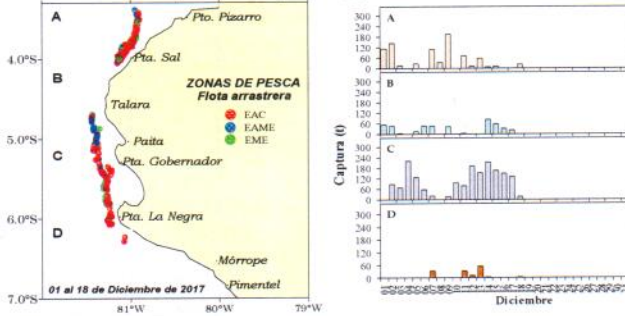 A
Pto. Pizarro
4.0°S
Pta. Sal
B
ZONAS DE PESCA
Flota arrastrera
Talara
EAC
EAME
EME
5.0°S
Paita
C
Pta. Gobernador
6.0°S
Pta. La Negra
D
Mórrope
Pimentel
01 al 18 de Diciembre de 2017
7.0°S
81°W
80°W
79°W
Captura (t)
A
300
240
180
120
60
0
B
300
240
180
120
60
0
C
300
240
180
120
60
0
D
300
240
180
120
60
0
Diciembre